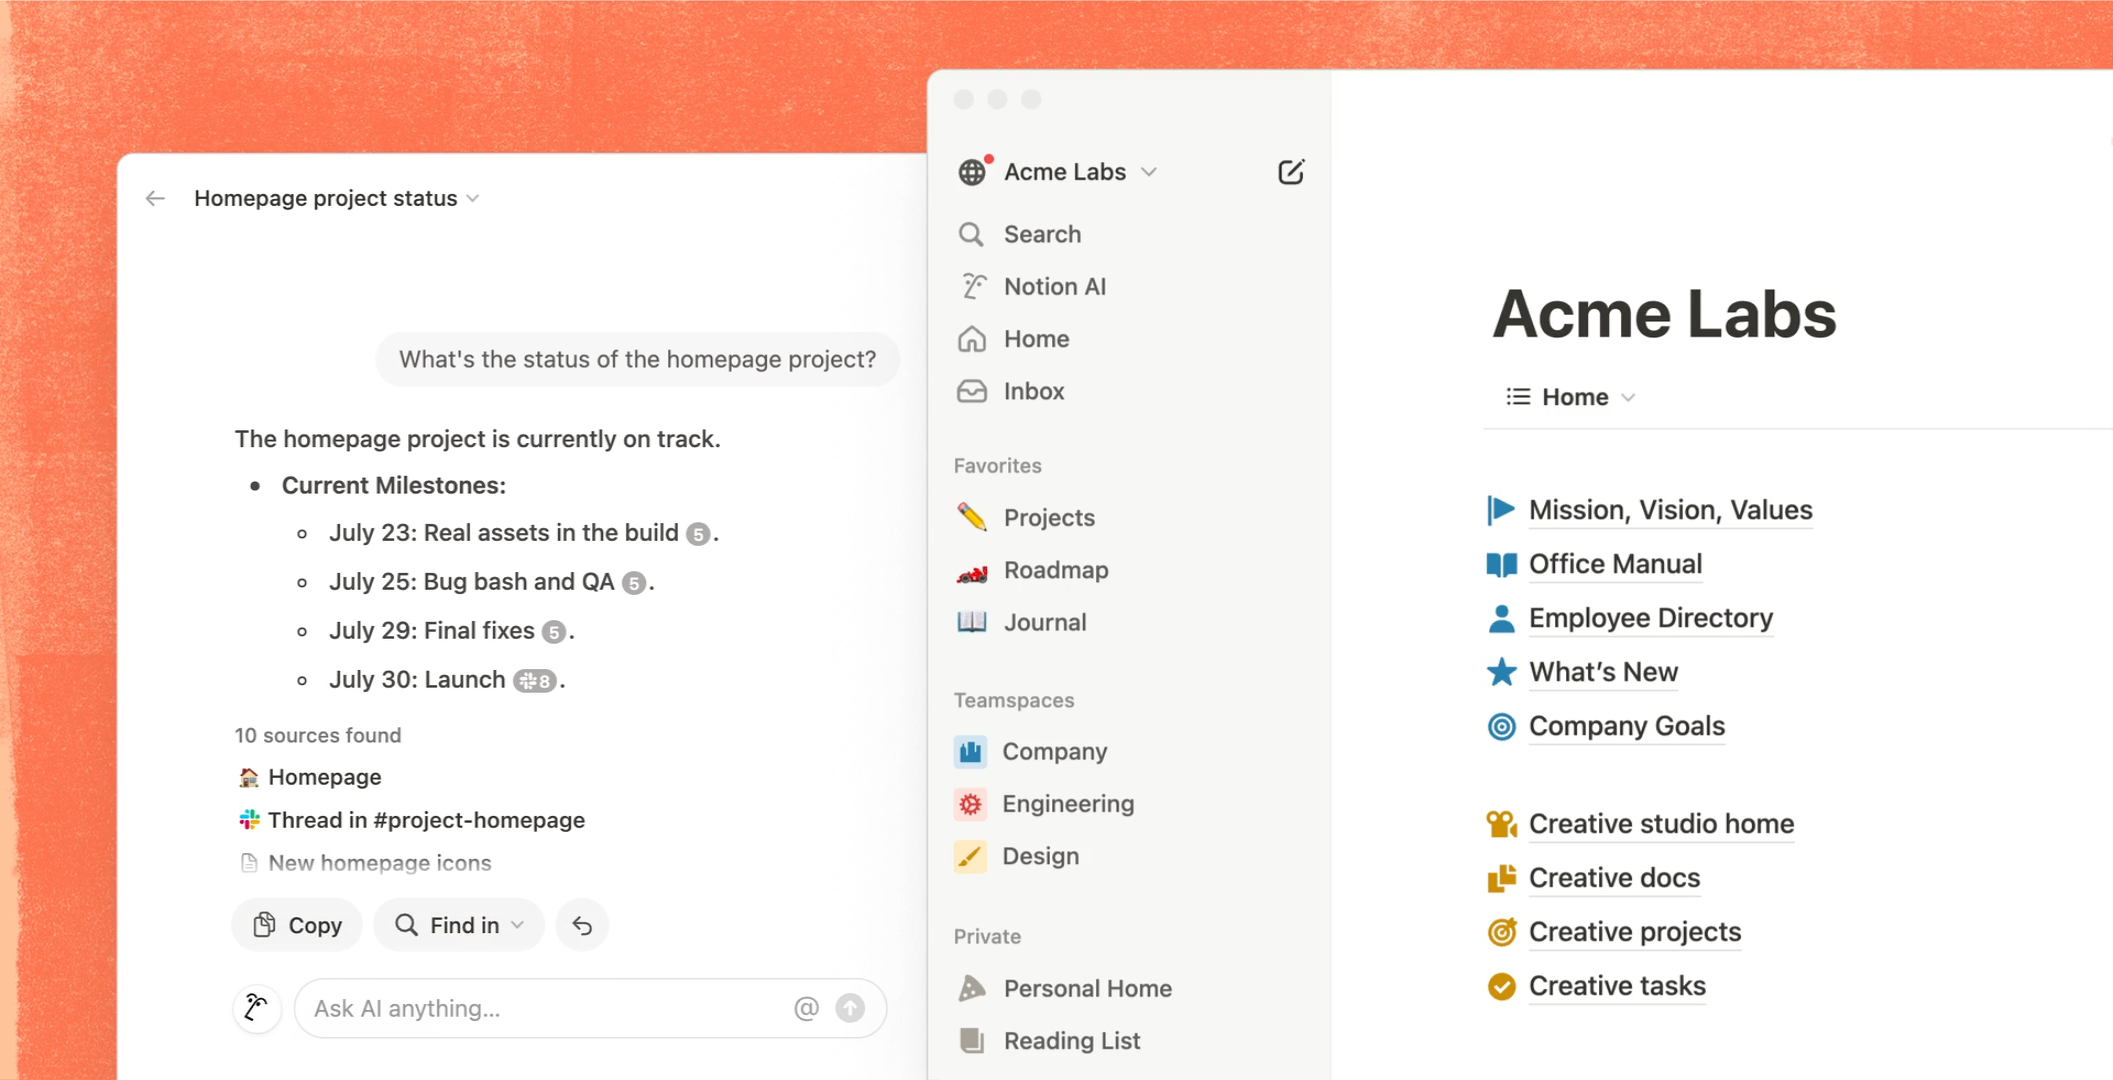 Homepage project status
What's the status of the homepage project?
The homepage project is currently on track.
Current Milestones:
July 23: Real assets in the build 5.
July 25: Bug bash and QA 5.
July 29: Final fixes 5.
July 30: Launch 8.
10 sources found
Homepage
Thread in #project-homepage
New homepage icons
Copy
Find in
Ask AI anything...
@
Acme Labs
Search
Notion AI
Home
Inbox
Favorites
Projects
Roadmap
Journal
Teamspaces
Company
Engineering
Design
Private
Personal Home
Reading List
Acme Labs
Home
Mission, Vision, Values
Office Manual
Employee Directory
What’s New
Company Goals
Creative studio home
Creative docs
Creative projects
Creative tasks